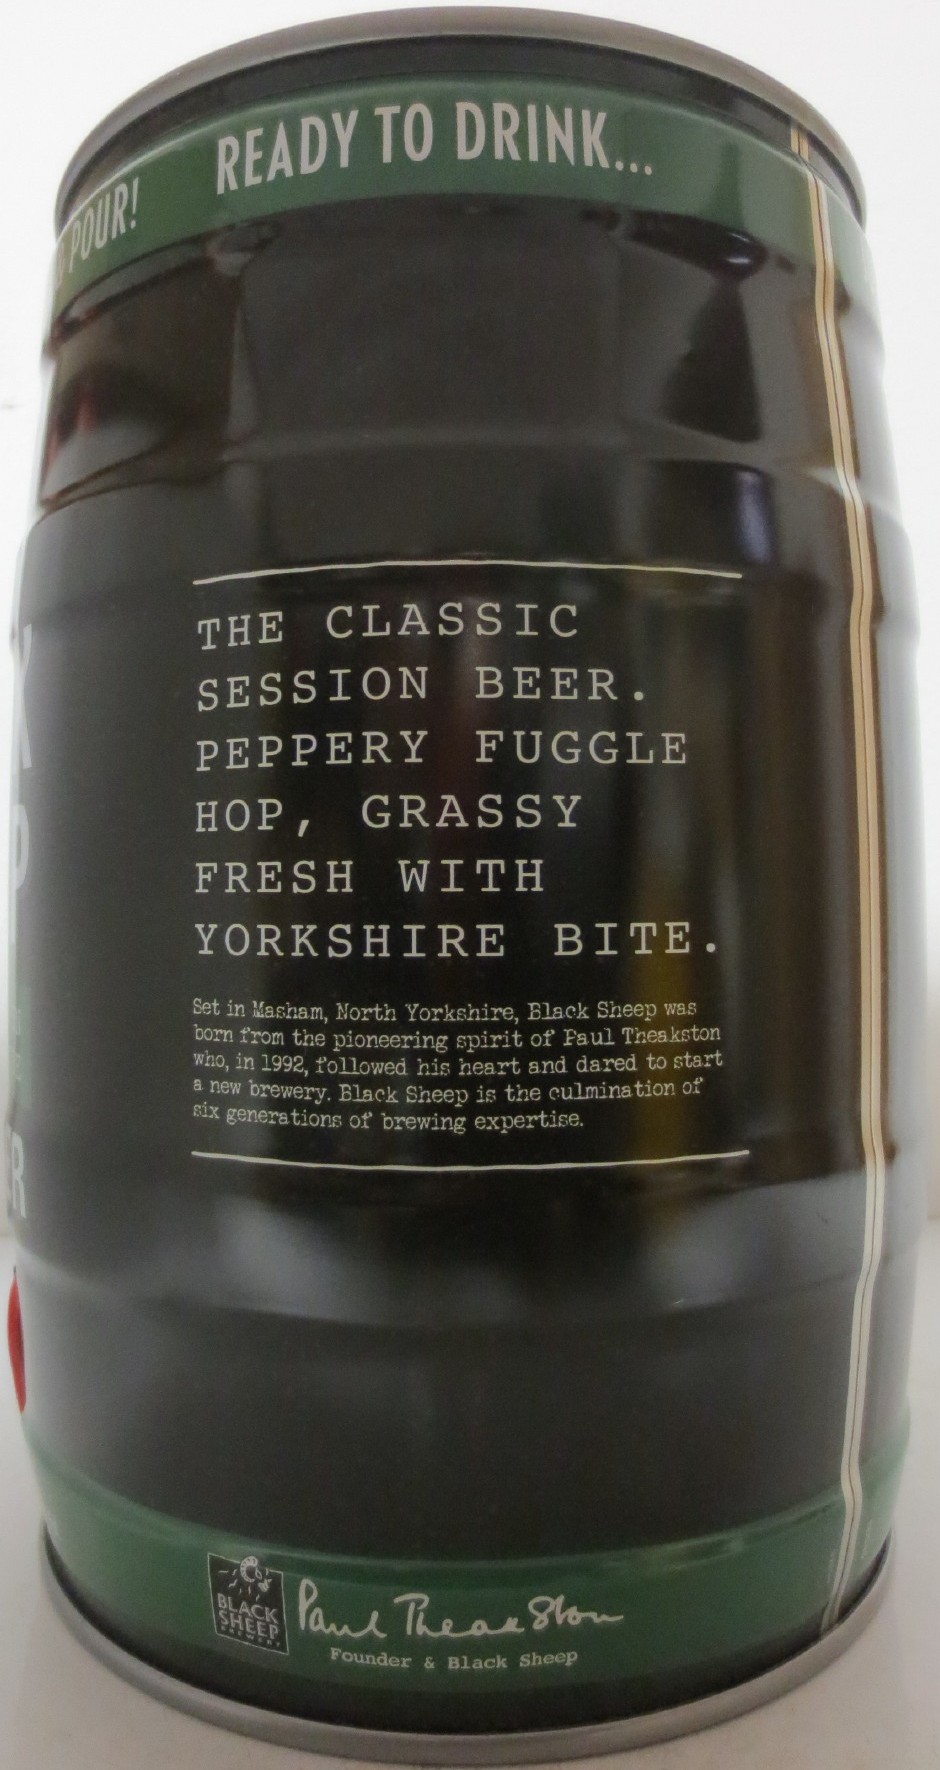 POUR! READY TO DRINK...
THE CLASSIC
SESSION BEER.
PEPPERY FUGGLE
HOP, GRASSY
FRESH WITH
YORKSHIRE BITE.
Set in Masham, North Yorkshire, Black Sheep was
born from the pioneering spirit of Paul Theakston
who, in 1992, followed his heart and dared to start
a new brewery. Black Sheep is the culmination of
six generations of brewing expertise.
BLACK
SHEEP
BREWERY
Paul Theakston
Founder & Black Sheep